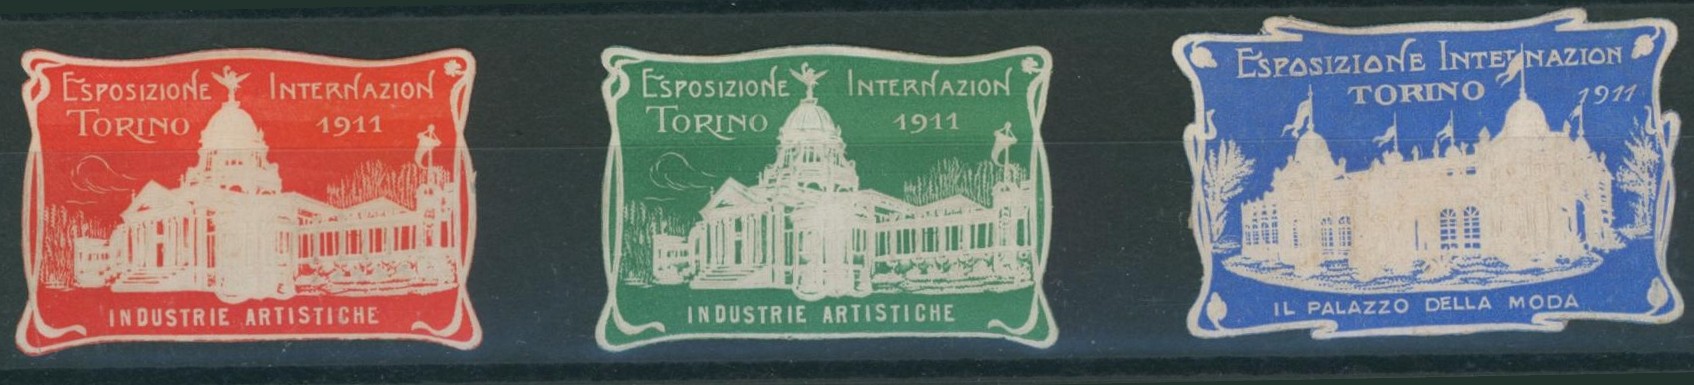 ESPOSIZIONE INTERNAZION
TORINO 1911
INDUSTRIE ARTISTICHE
ESPOSIZIONE INTERNAZION
TORINO 1911
INDUSTRIE ARTISTICHE
ESPOSIZIONE INTERNAZION
TORINO 1911
IL PALAZZO DELLA MODA